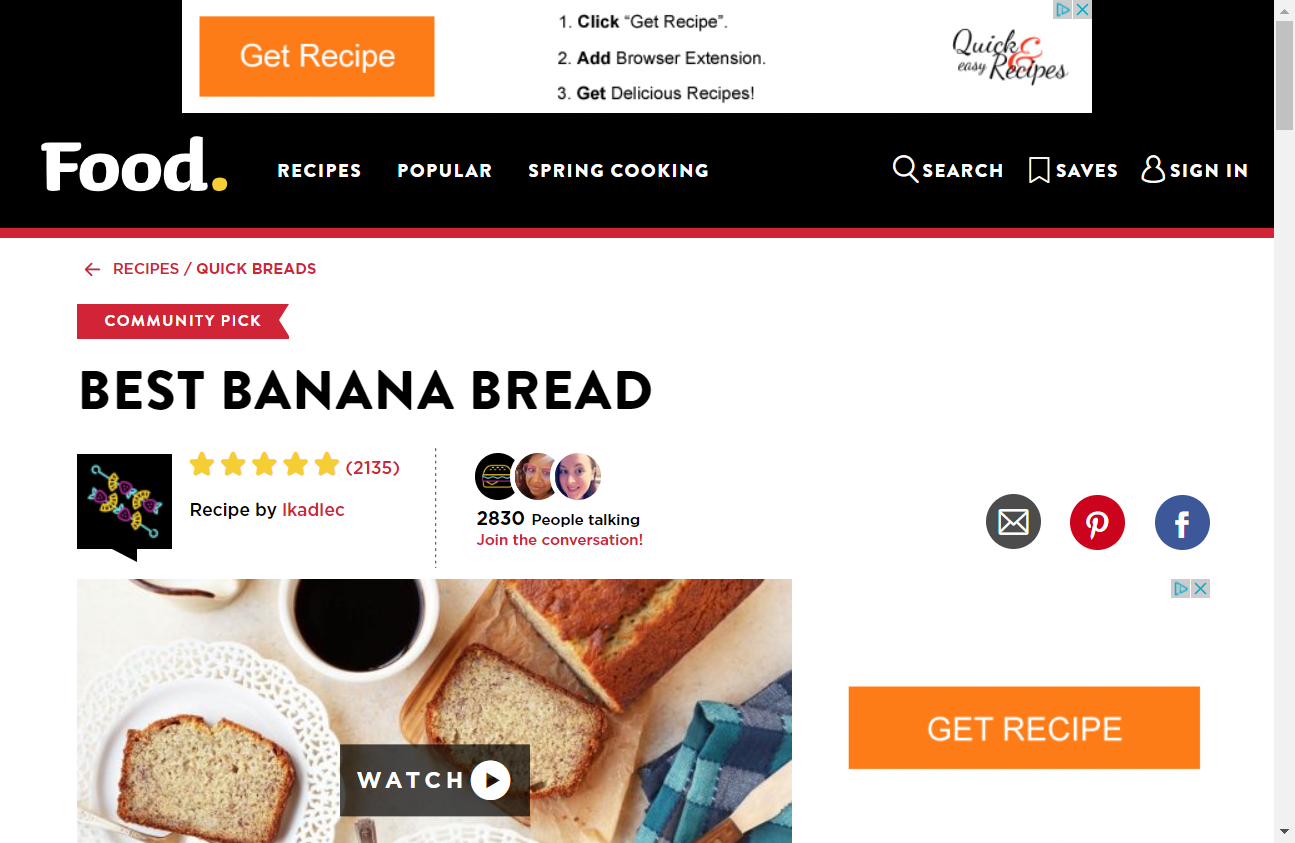 Get Recipe
1. Click “Get Recipe”.
2. Add Browser Extension.
3. Get Delicious Recipes!
Quick &
easy Recipes
Food.
RECIPES
POPULAR
SPRING COOKING
SEARCH
SAVES
SIGN IN
RECIPES / QUICK BREADS
COMMUNITY PICK
BEST BANANA BREAD
(2135)
Recipe by lkadlec
2830 People talking
Join the conversation!
f
WATCH
GET RECIPE